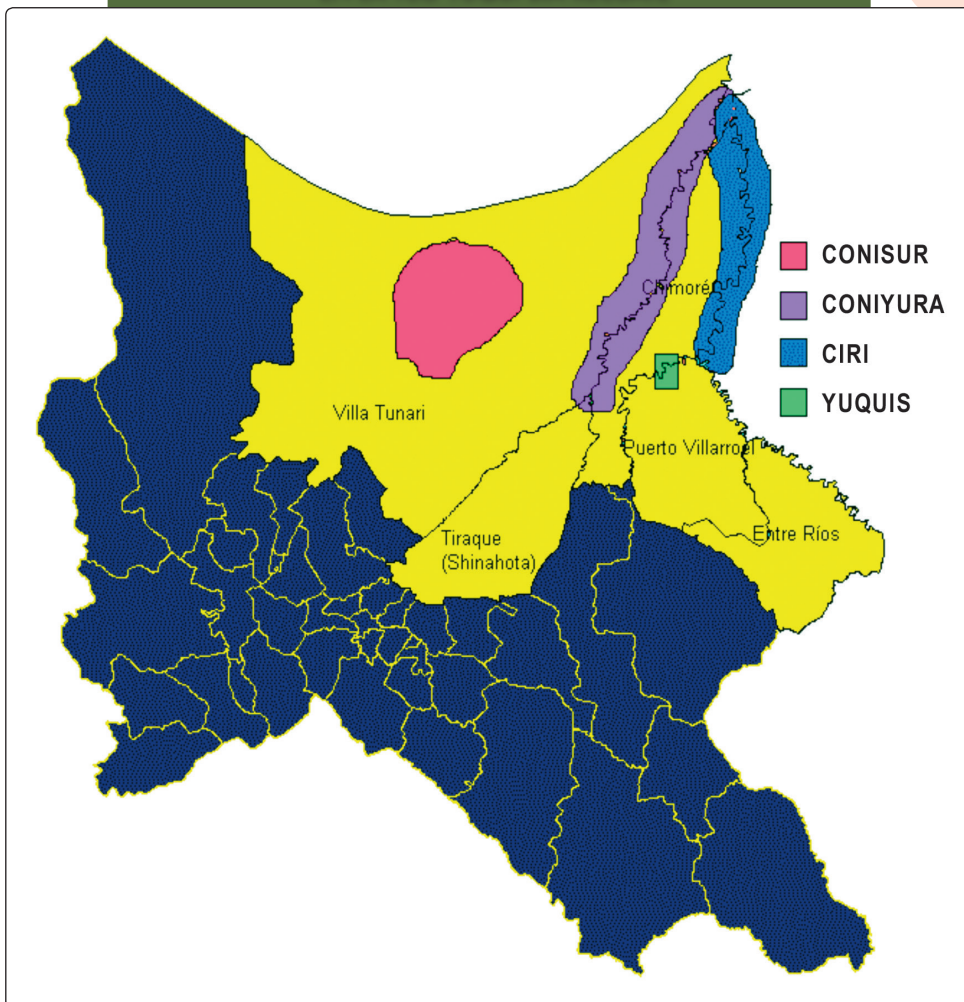 CONISUR
Chimoré
CONIYURA
CIRI
YUQUIS
Villa Tunari
Puerto Villarroel
Tiraque
(Shinahota)
Entre Ríos